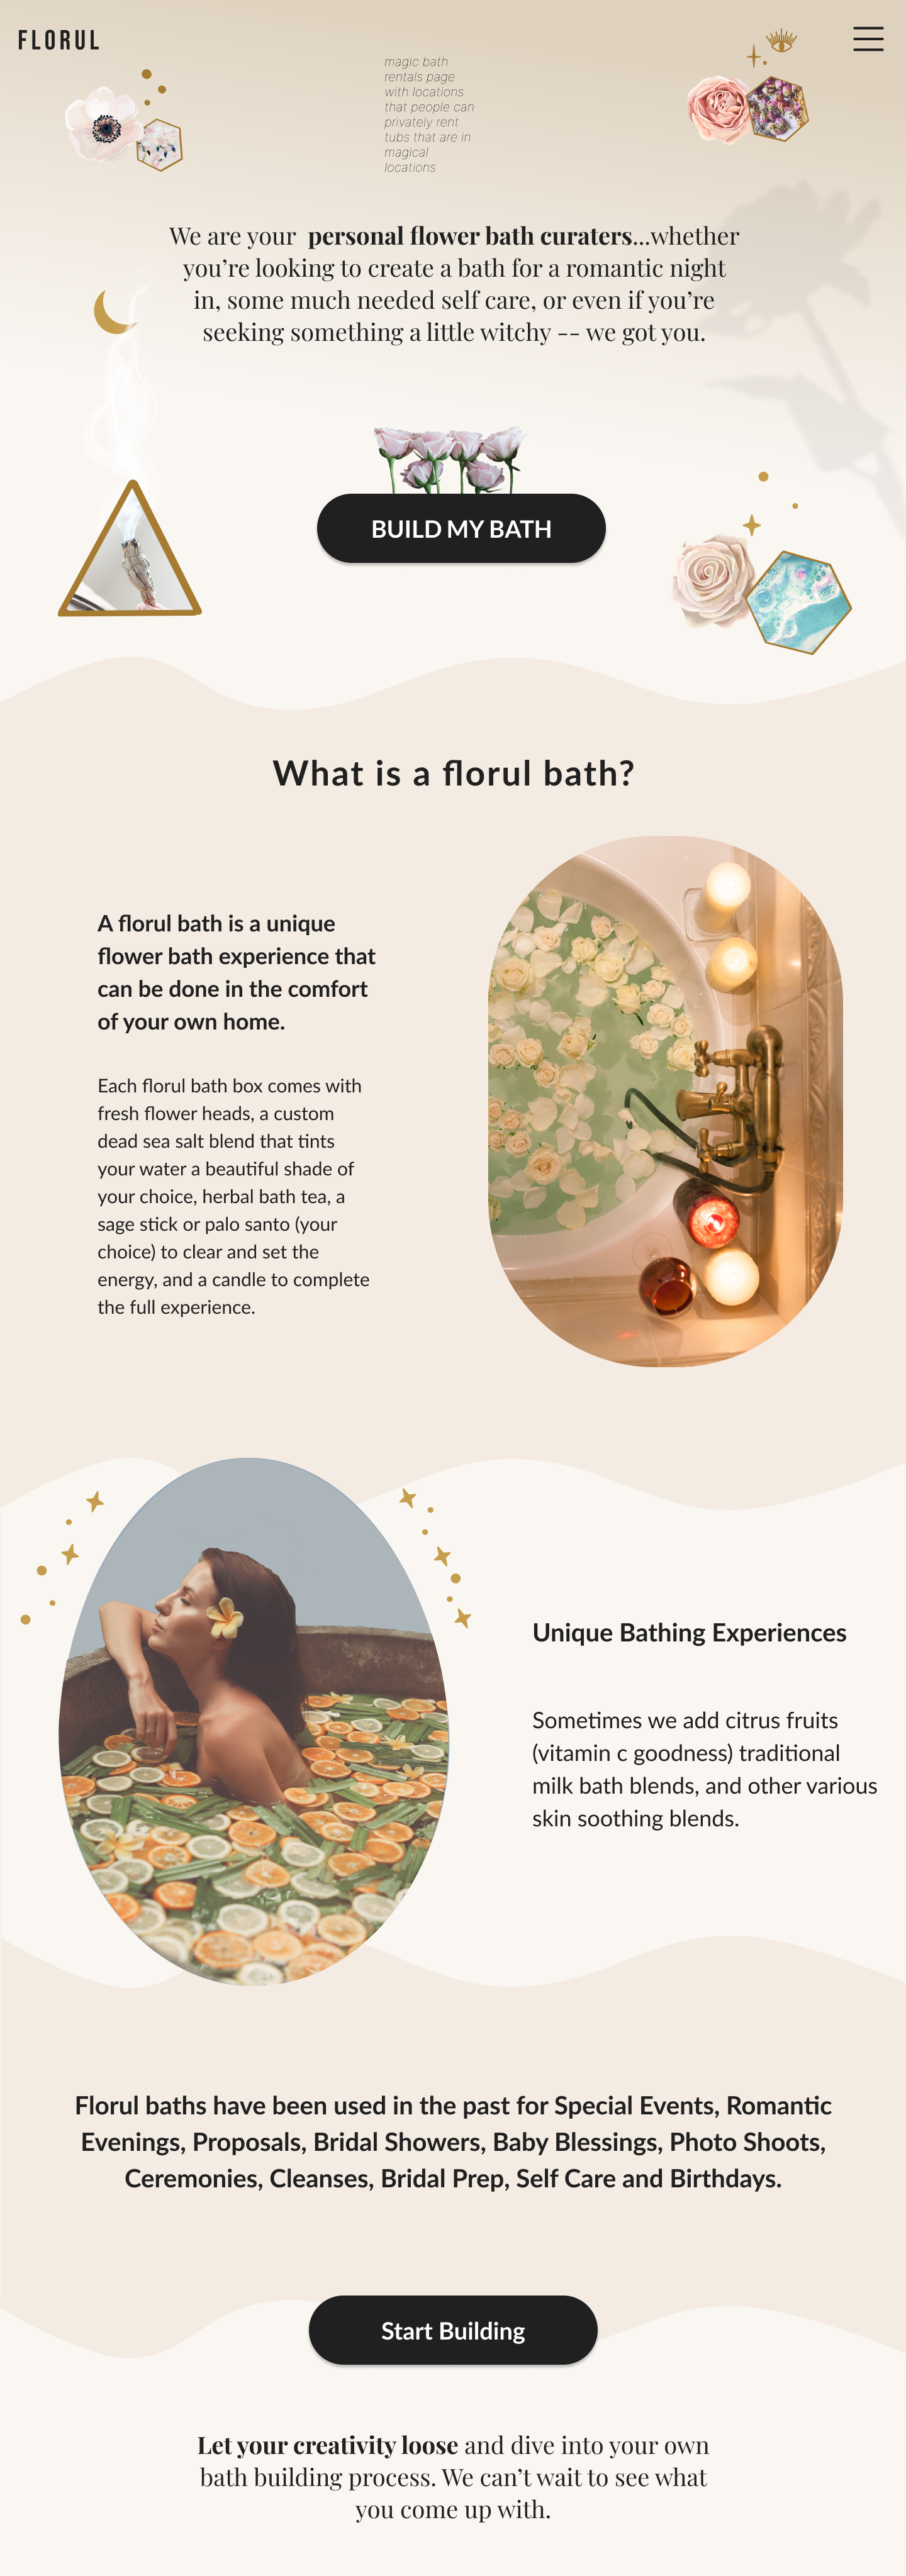 FLORUL
magic bath
rentals page
with locations
that people can
privately rent
tubs that are in
magical
locations
We are your personal flower bath curaters...whether
you’re looking to create a bath for a romantic night
in, some much needed self care, or even if you’re
seeking something a little witchy -- we got you.
BUILD MY BATH
What is a florul bath?
A florul bath is a unique
flower bath experience that
can be done in the comfort
of your own home.
Each florul bath box comes with
fresh flower heads, a custom
dead sea salt blend that tints
your water a beautiful shade of
your choice, herbal bath tea, a
sage stick or palo santo (your
choice) to clear and set the
energy, and a candle to complete
the full experience.
Unique Bathing Experiences
Sometimes we add citrus fruits
(vitamin c goodness) traditional
milk bath blends, and other various
skin soothing blends.
Florul baths have been used in the past for Special Events, Romantic
Evenings, Proposals, Bridal Showers, Baby Blessings, Photo Shoots,
Ceremonies, Cleanses, Bridal Prep, Self Care and Birthdays.
Start Building
Let your creativity loose and dive into your own
bath building process. We can’t wait to see what
you come up with.